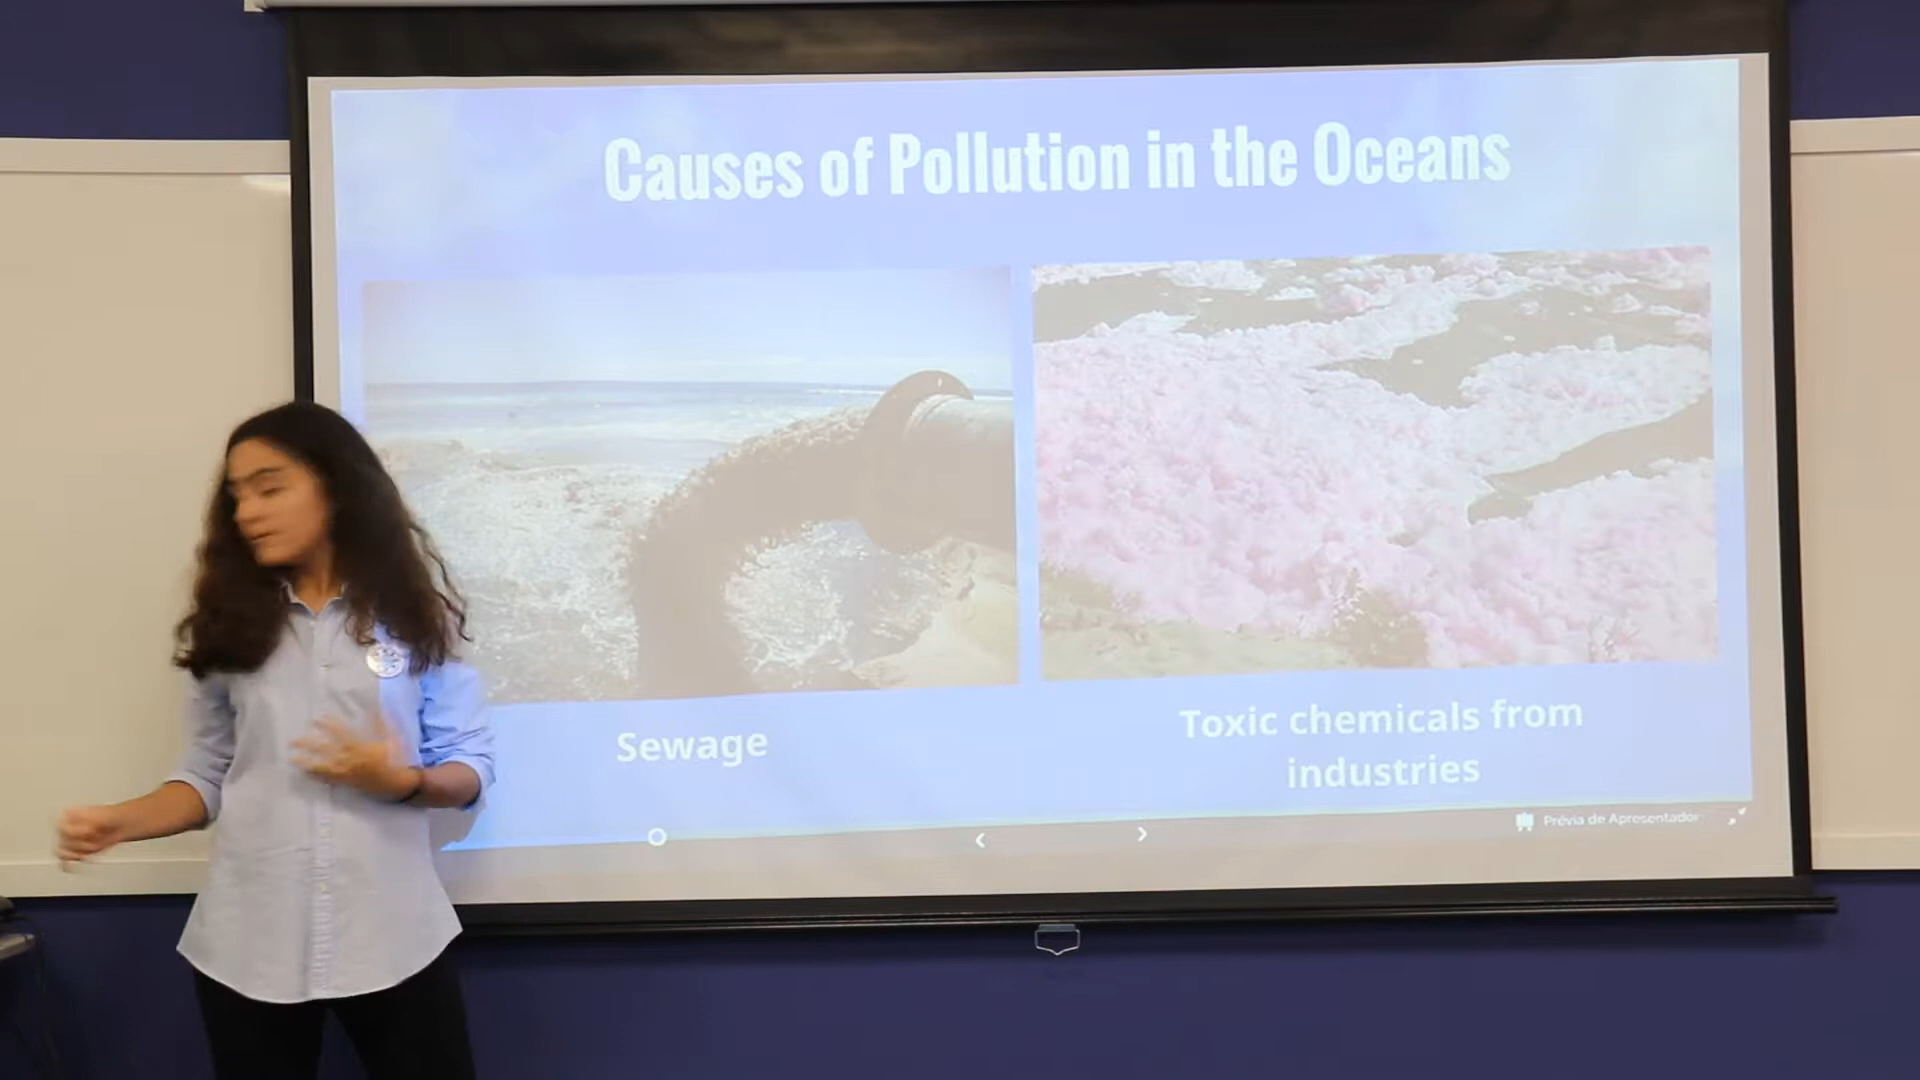 Causes of Pollution in the Oceans
Sewage
Toxic chemicals from
industries
Prévia de Apresentador